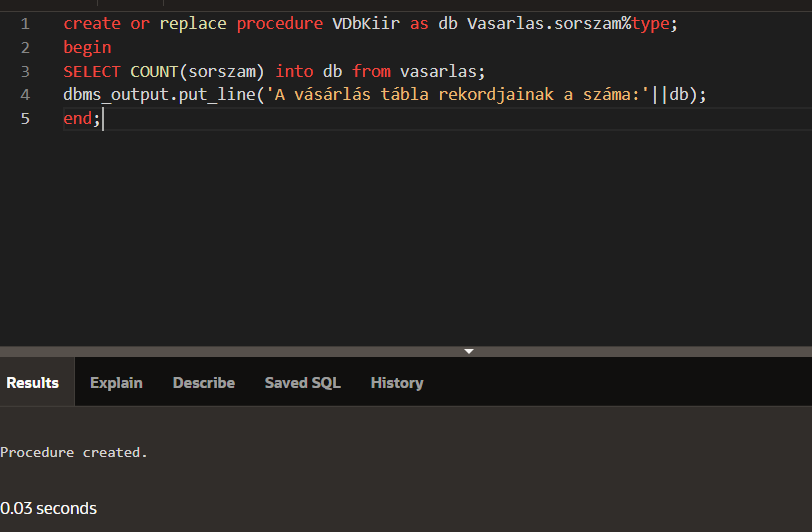 1 create or replace procedure VDbKiir as db Vasarlas.sorszam%type;
2 begin
3 SELECT COUNT(sorszam) into db from vasarlas;
4 dbms_output.put_line('A vásárlás tábla rekordjainak a száma:'||db);
5 end;
Results Explain Describe Saved SQL History
Procedure created.
0.03 seconds